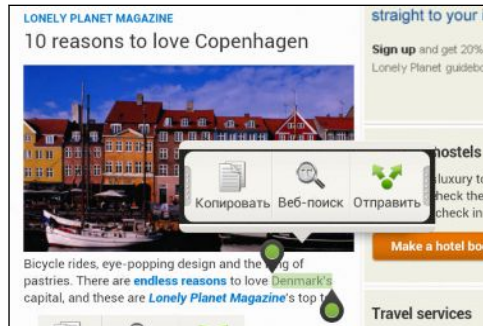 LONELY PLANET MAGAZINE
10 reasons to love Copenhagen
Копировать
Веб-поиск
Отправить
Bicycle rides, eye-popping design and the of
pastries. There are endless reasons to love Denmark's
capital, and these are Lonely Planet Magazine's top
straight to your
Sign up and get 20%
Lonely Planet
hostels
luxury
check the
check in
Make a hotel
Travel services